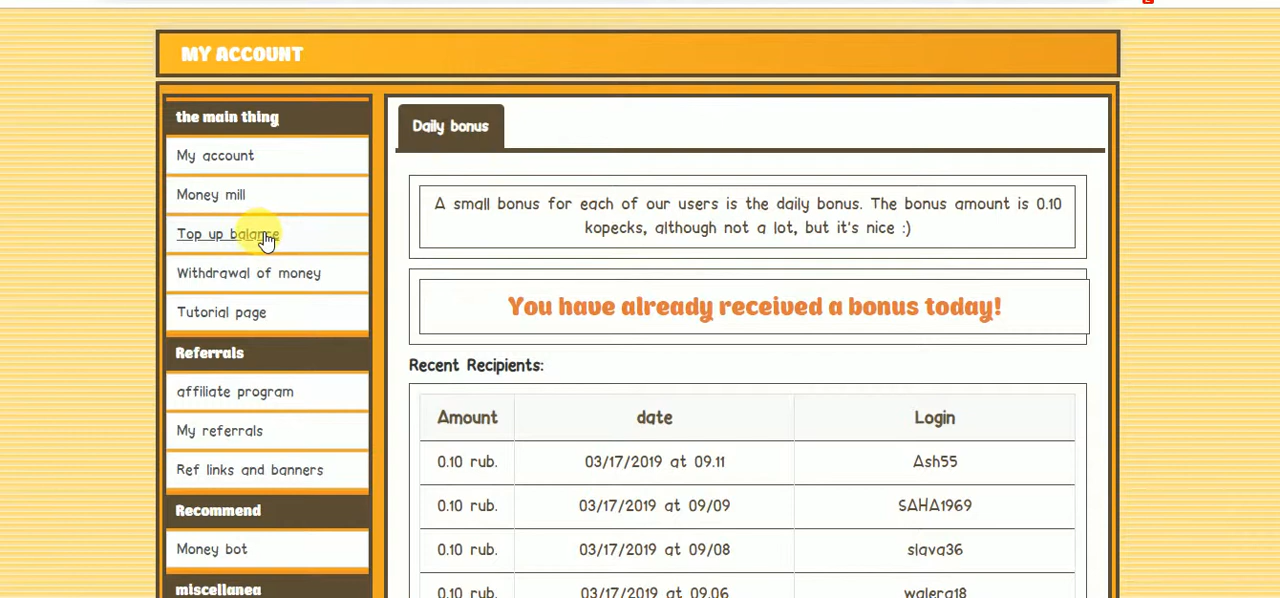 MY ACCOUNT
the main thing
My account
Money mill
Top up balance
Withdrawal of money
Tutorial page
Referrals
affiliate program
My referrals
Ref links and banners
Recommend
Money bot
miscellanea
Daily bonus
A small bonus for each of our users is the daily bonus. The bonus amount is 0.10
kopecks, although not a lot, but it's nice :)
You have already received a bonus today!
Recent Recipients:
Amount date Login
0.10 rub. 03/17/2019 at 09.11 Ash55
0.10 rub. 03/17/2019 at 09/09 SAHA1969
0.10 rub. 03/17/2019 at 09/08 slava36
0.10 rub. 03/17/2019 at 09.06 walera18